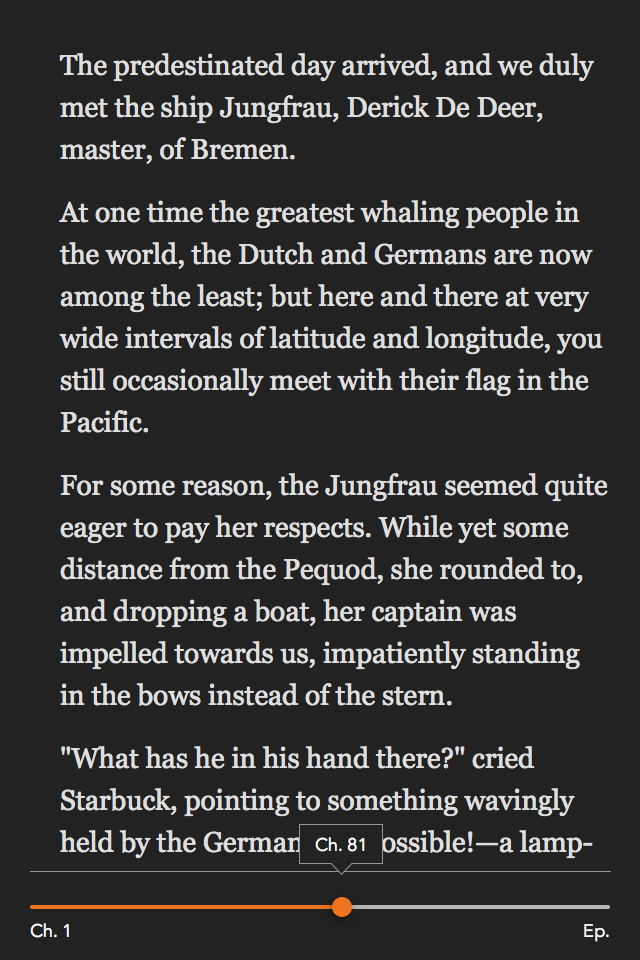 The predestinated day arrived, and we duly
met the ship Jungfrau, Derick De Deer,
master, of Bremen.
At one time the greatest whaling people in
the world, the Dutch and Germans are now
among the least; but here and there at very
wide intervals of latitude and longitude, you
still occasionally meet with their flag in the
Pacific.
For some reason, the Jungfrau seemed quite
eager to pay her respects. While yet some
distance from the Pequod, she rounded to,
and dropping a boat, her captain was
impelled towards us, impatiently standing
in the bows instead of the stern.
"What has he in his hand there?" cried
Starbuck, pointing to something wavingly
held by the German ossible!—a lamp-
Ch. 81
Ch. 1
Ep.